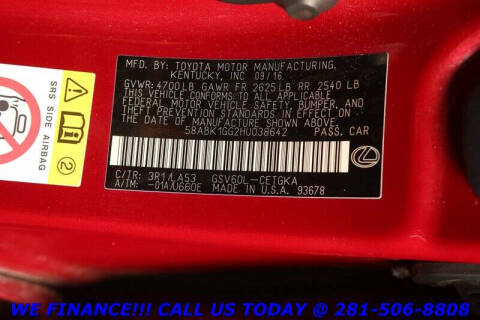 MFD. BY: TOYOTA MOTOR MANUFACTURING,
KENTUCKY, INC 09/16
GVWR: 4700LB GAWR FR 2625LB RR 2540 LB
THIS VEHICLE CONFORMS TO ALL APPLICABLE
FEDERAL MOTOR VEHICLE SAFETY, BUMPER, AND
THEFT PREVENTION STANDARDS IN EFFECT ON
THE DATE OF MANUFACTURE SHOWN ABOVE.
58ABK1GG2HU038642 PASS. CAR
C/TR: 3R1/LA53 GSV60L-CETGKA
A/TM: -01A/U660E MADE IN U.S.A. 93678
SRS SIDE AIRBAG
WE FINANCE!!! CALL US TODAY @ 281-506-8808